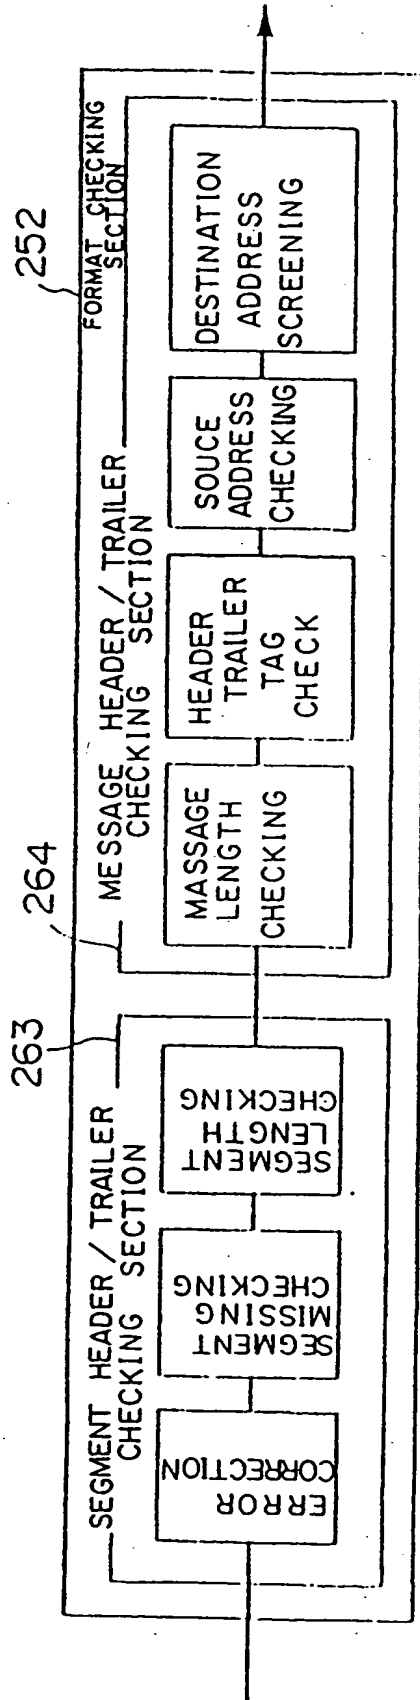 252
FORMAT CHECKING
SECTION
263
SEGMENT HEADER / TRAILER
CHECKING SECTION
ERROR
CORRECTION
SEGMENT
MISSING
CHECKING
SEGMENT
LENGTH
CHECKING
264
MESSAGE HEADER / TRAILER
CHECKING SECTION
MASSAGE
LENGTH
CHECKING
HEADER
TRAILER
TAG
CHECK
SOUCE
ADDRESS
CHECKING
DESTINATION
ADDRESS
SCREENING